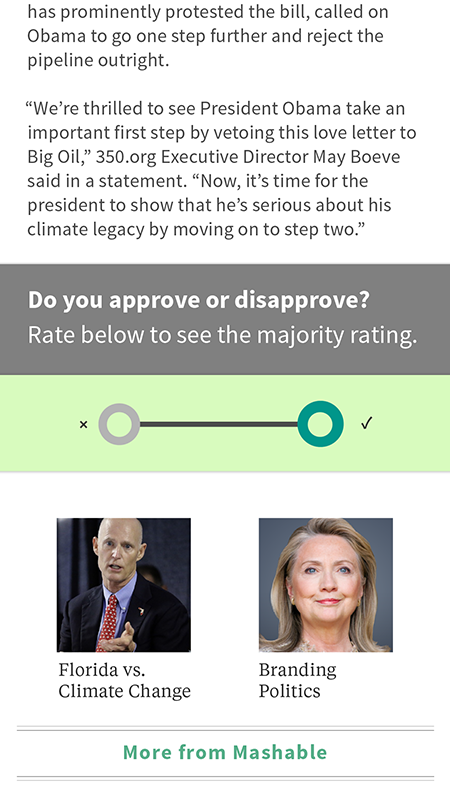 has prominently protested the bill, called on
Obama to go one step further and reject the
pipeline outright.
“We’re thrilled to see President Obama take an
important first step by vetoing this love letter to
Big Oil,” 350.org Executive Director May Boeve
said in a statement. “Now, it’s time for the
president to show that he’s serious about his
climate legacy by moving on to step two.”
Do you approve or disapprove?
Rate below to see the majority rating.
Florida vs.
Climate Change
Branding
Politics
More from Mashable